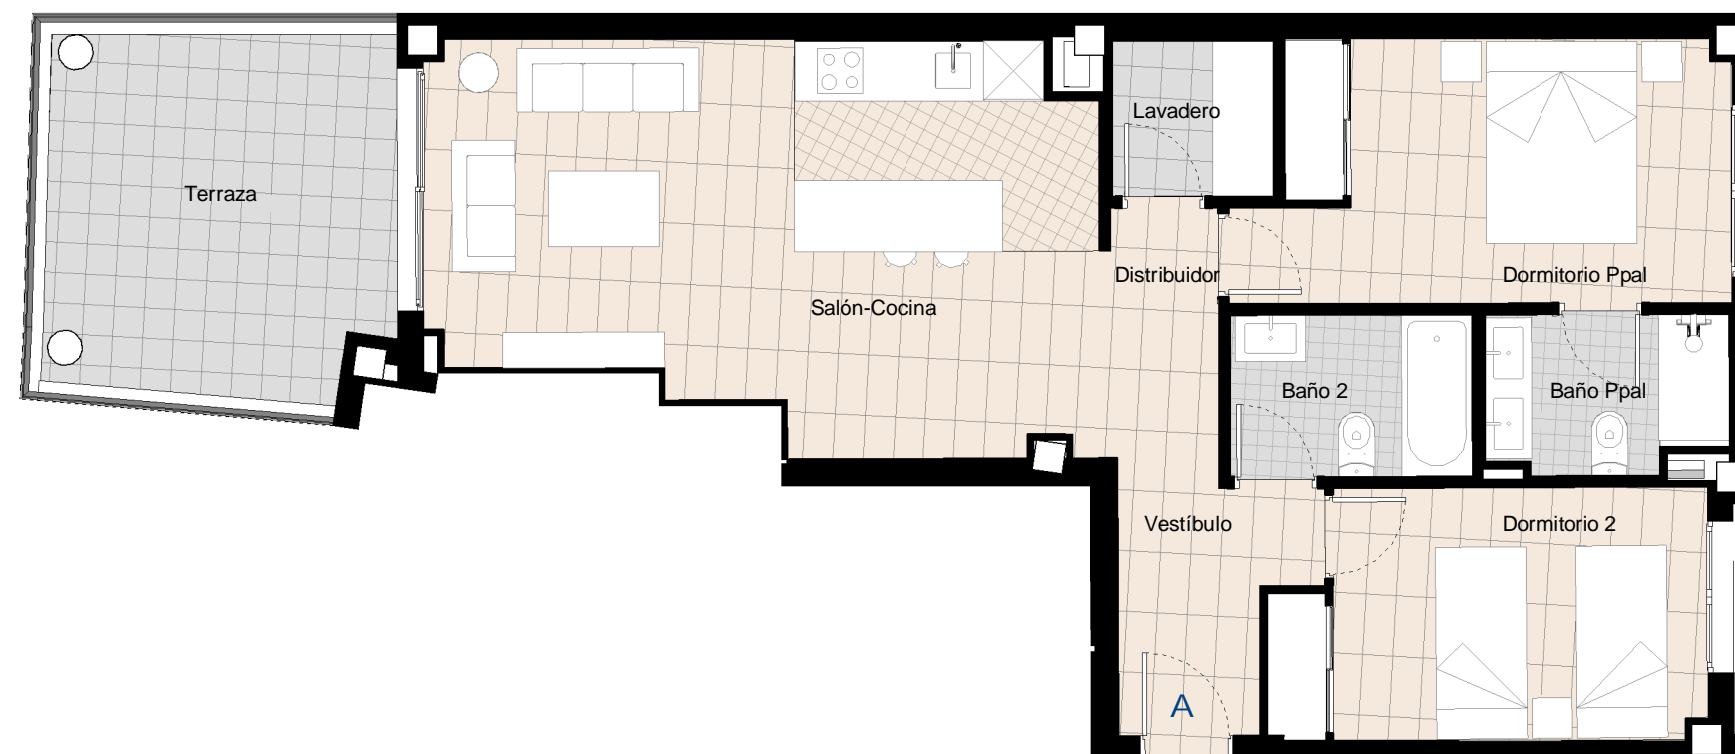 Lavadero
Terraza
Distribuidor
Dormitorio Ppal
Salón-Cocina
Baño 2
Baño Ppal
Vestíbulo
Dormitorio 2
A